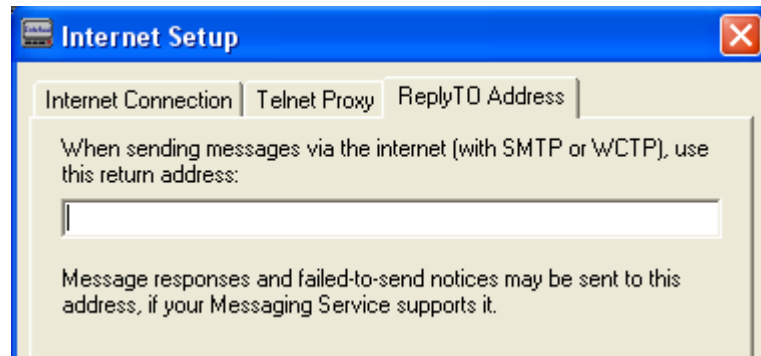 Internet Setup
Internet Connection Telnet Proxy ReplyTO Address
When sending messages via the internet (with SMTP or WCTP), use
this return address:
Message responses and failed-to-send notices may be sent to this
address, if your Messaging Service supports it.